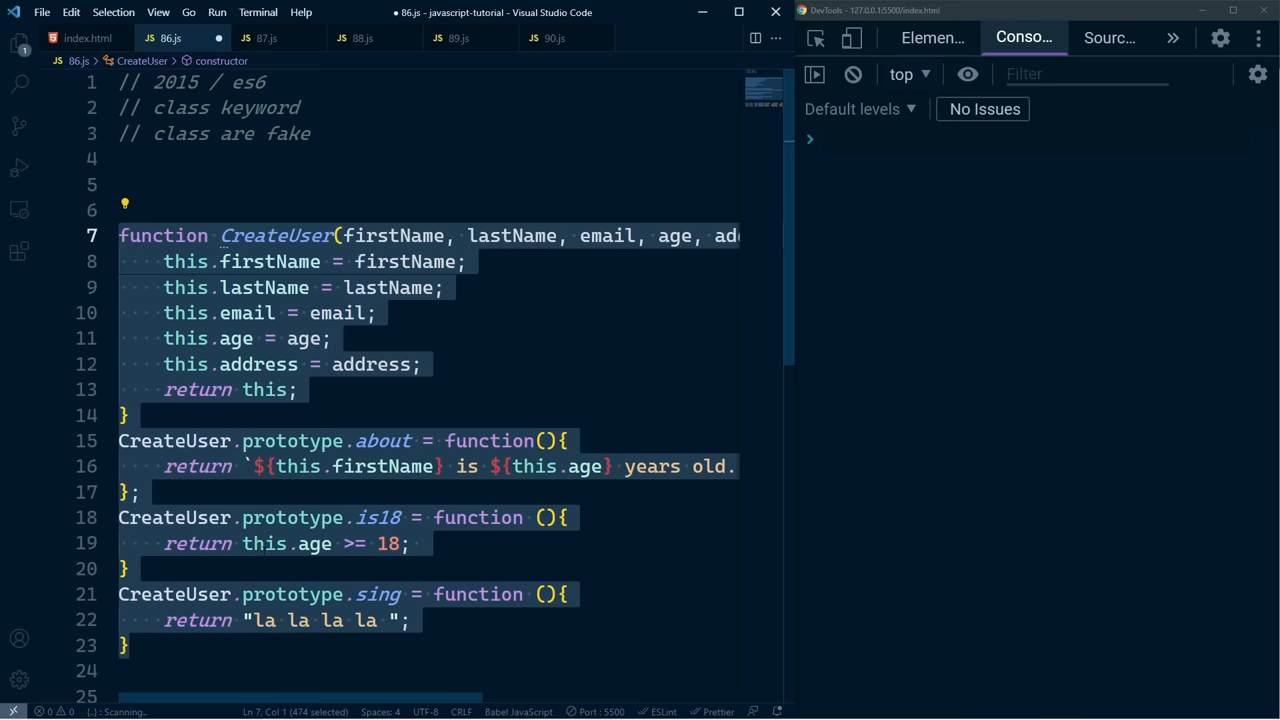 File Edit Selection View Go Run Terminal Help
● 86.js - javascript-tutorial - Visual Studio Code
DevTools - 127.0.0.1:5500/index.html
index.html
JS 86.js
JS 87.js
JS 88.js
JS 89.js
JS 90.js
Elemen...
Conso...
Sourc...
JS 86.js > CreateUser > constructor
top
Filter
Default levels
No Issues
1 // 2015 / es6
2 // class keyword
3 // class are fake
4
5
6
7 function CreateUser(firstName, lastName, email, age, add
8 this.firstName = firstName;
9 this.lastName = lastName;
10 this.email = email;
11 this.age = age;
12 this.address = address;
13 return this;
14 }
15 CreateUser.prototype.about = function(){
16 return `${this.firstName} is ${this.age} years old.
17 };
18 CreateUser.prototype.is18 = function (){
19 return this.age >= 18;
20 }
21 CreateUser.prototype.sing = function (){
22 return "la la la la ";
23 }
24
25
0 0 {..} : Scanning.. Ln 7, Col 1 (474 selected) Spaces: 4 UTF-8 CRLF Babel JavaScript Port : 5500 ESLint Prettier